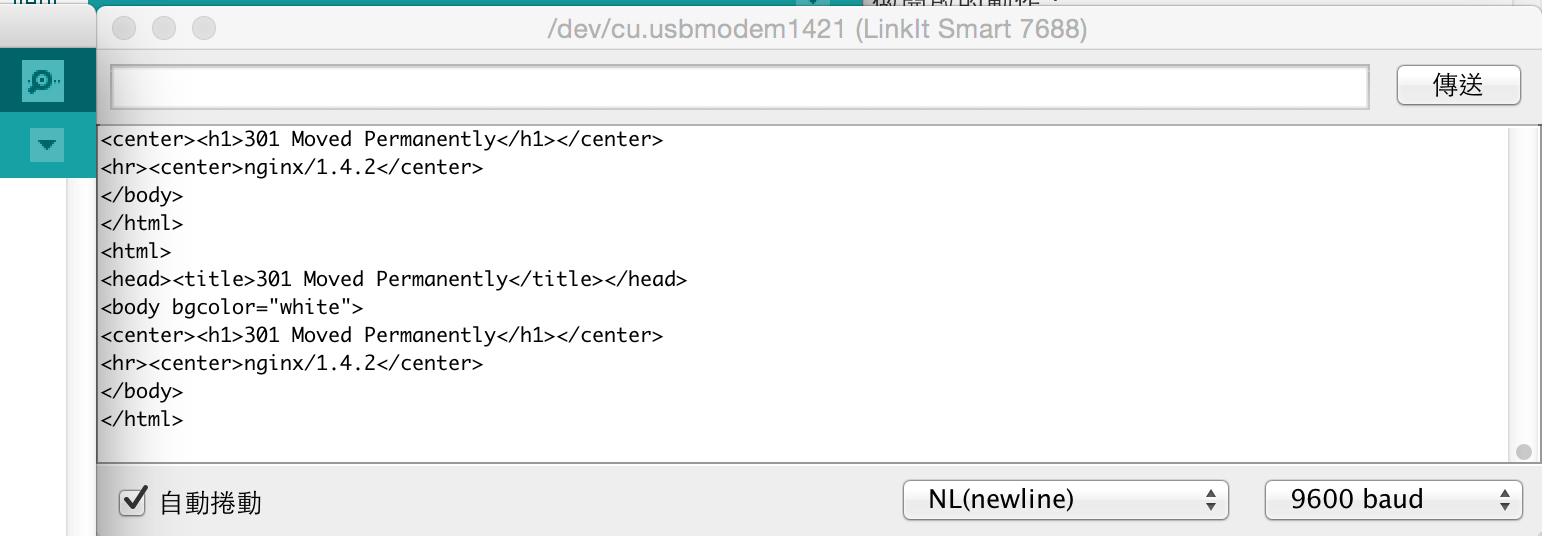 /dev/cu.usbmodem1421 (LinkIt Smart 7688)
傳送
<center><h1>301 Moved Permanently</h1></center>
<hr><center>nginx/1.4.2</center>
</body>
</html>
<html>
<head><title>301 Moved Permanently</title></head>
<body bgcolor="white">
<center><h1>301 Moved Permanently</h1></center>
<hr><center>nginx/1.4.2</center>
</body>
</html>
自動捲動
NL(newline)
9600 baud